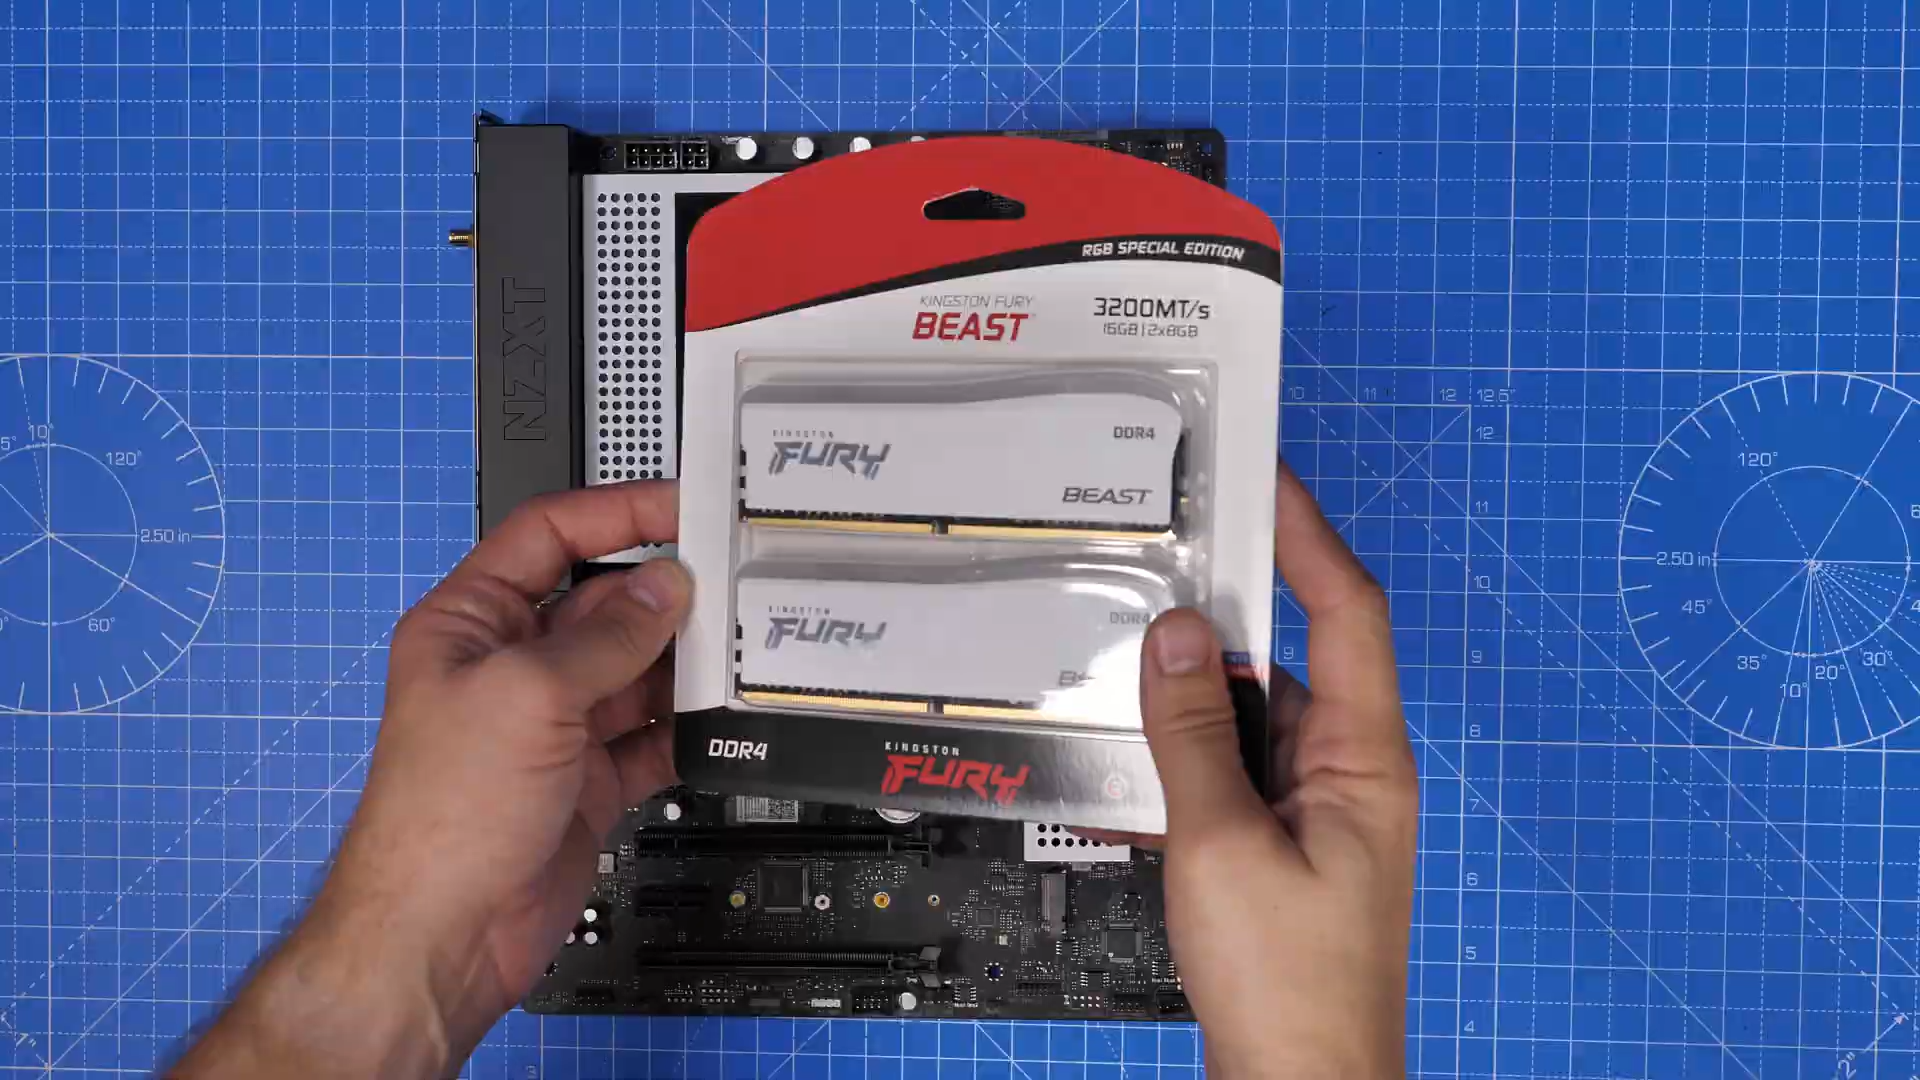 RGB SPECIAL EDITION
KINGSTON FURY
BEAST
3200MT/s
16GB | 2x8GB
NZXT
KINGSTON
FURY
DDR4
BEAST
KINGSTON
FURY
DDR4
DDR4
KINGSTON
FURY
10 11 12 12.5"
12
11
10
9
9
8
7
6
5
4
10°
120°
2.50 in
60°
120°
2.50 in
45°
35°
30°
20°
10°